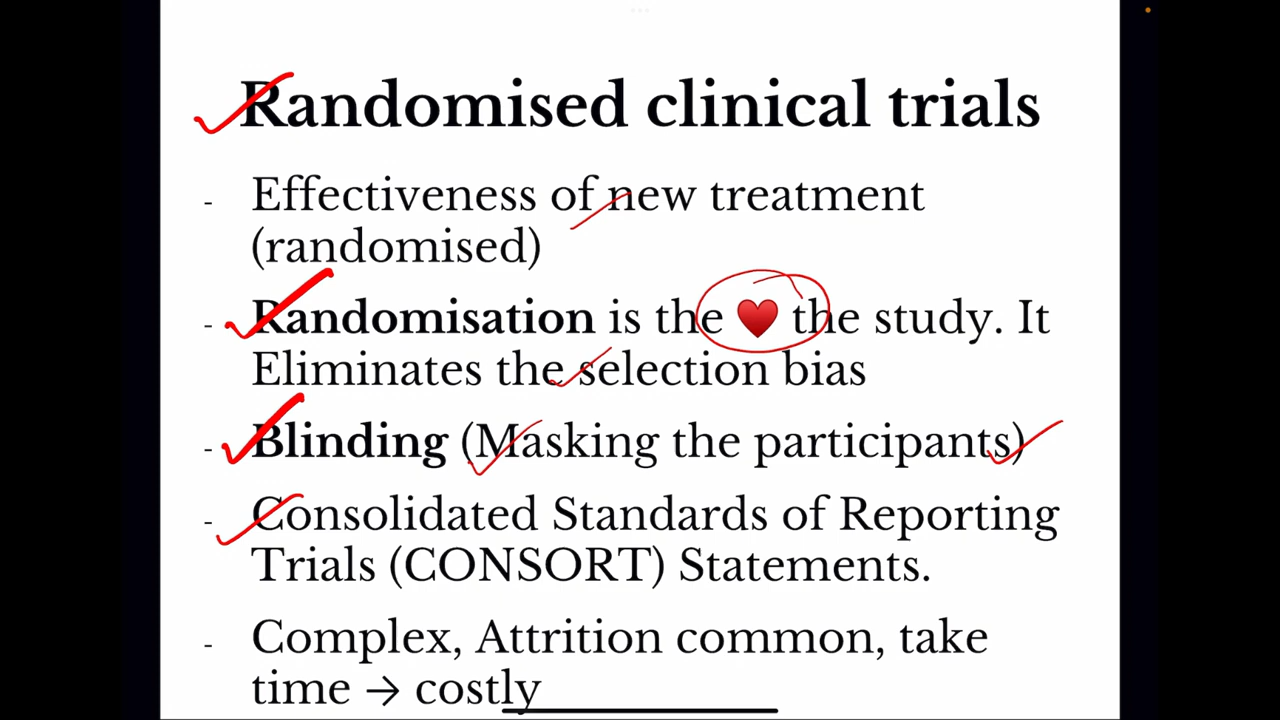 Randomised clinical trials
- Effectiveness of new treatment
(randomised)
- Randomisation is the ❤️ the study. It
Eliminates the selection bias
- Blinding (Masking the participants)
- Consolidated Standards of Reporting
Trials (CONSORT) Statements.
- Complex, Attrition common, take
time → costly